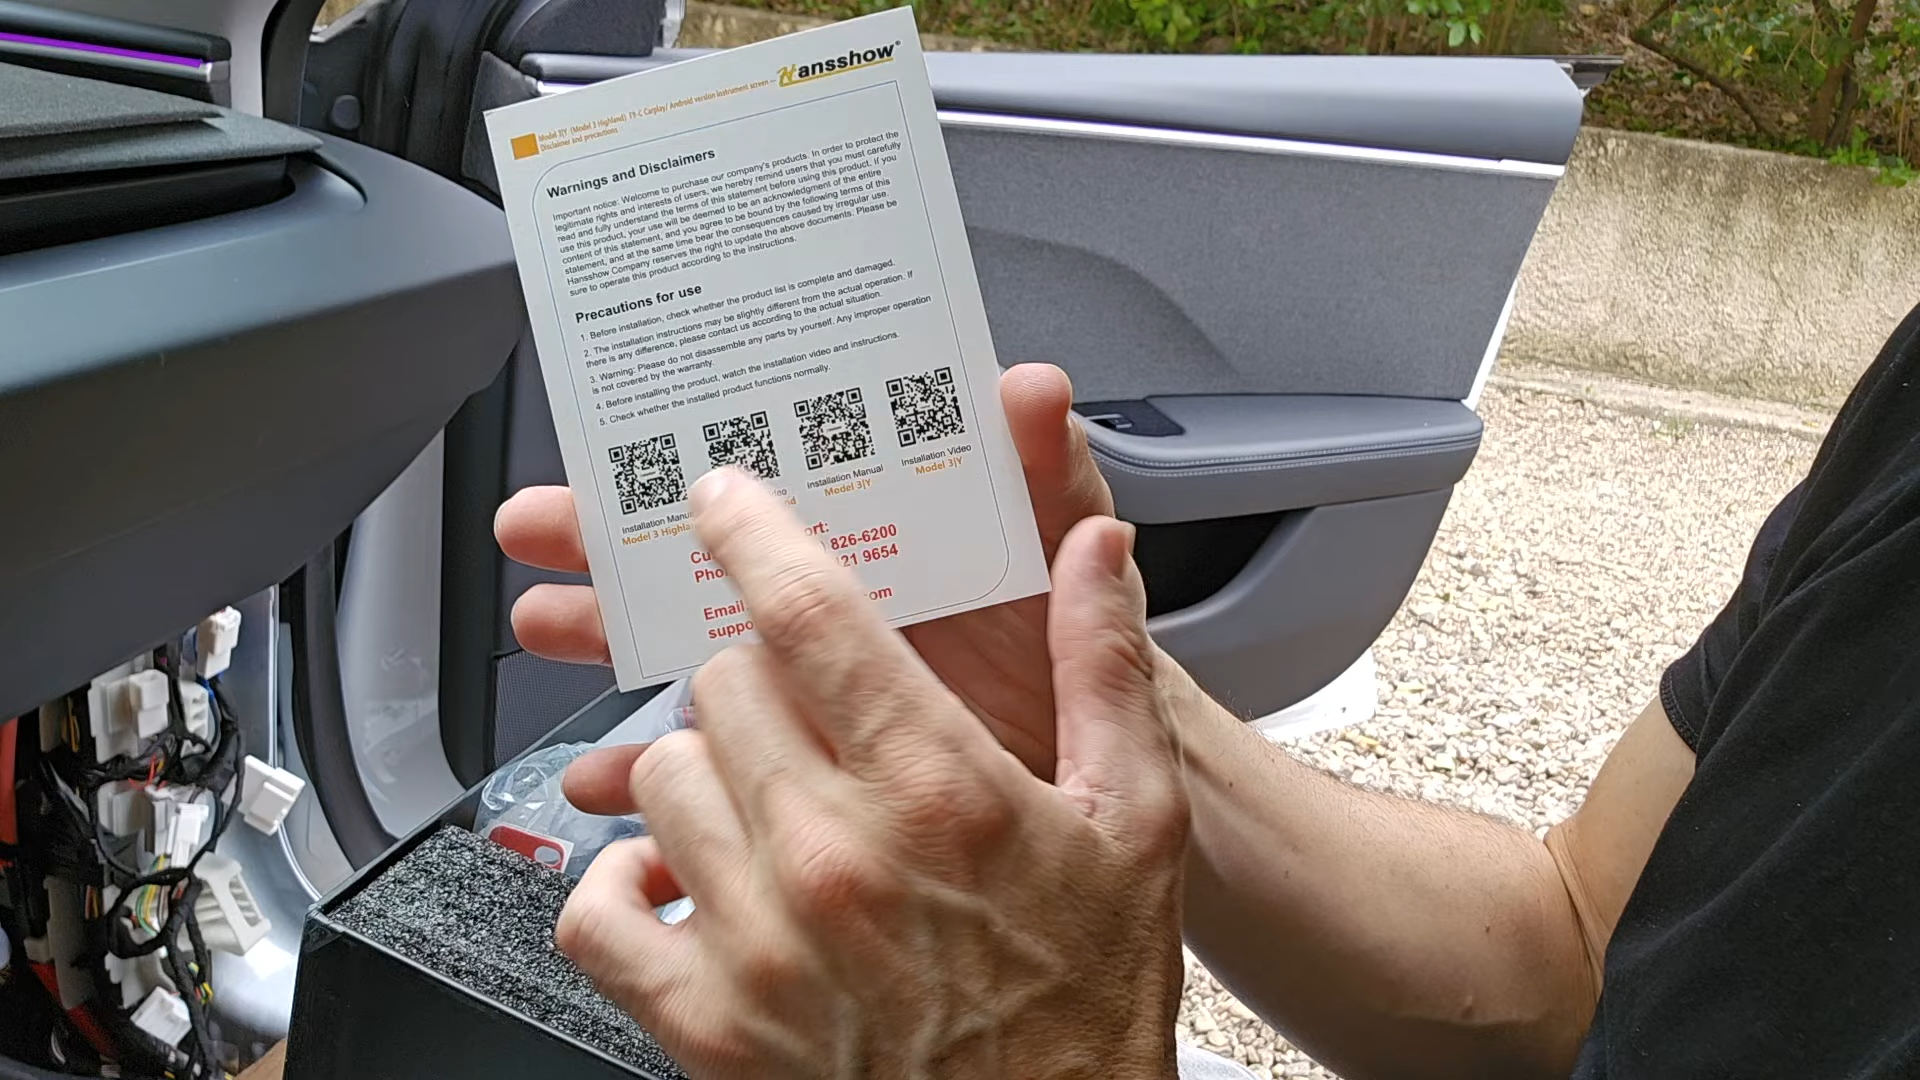 Hansshow®
Model 3|Y (Model 3 Highland) F9-C Carplay/ Android version instrument screen —
Disclaimer and precautions
Warnings and Disclaimers
Important notice: Welcome to purchase our company's products. In order to protect the
legitimate rights and interests of users, we hereby remind users that you must carefully
read and fully understand the terms of this statement before using this product. If you
use this product, your use will be deemed to be an acknowledgment of the entire
content of this statement, and you agree to be bound by the following terms of this
statement, and at the same time bear the consequences caused by irregular use.
Hansshow Company reserves the right to update the above documents. Please be
sure to operate this product according to the instructions.
Precautions for use
1. Before installation, check whether the product list is complete and damaged.
2. The installation instructions may be slightly different from the actual operation. If
there is any difference, please contact us according to the actual situation.
3. Warning: Please do not disassemble any parts by yourself. Any improper operation
is not covered by the warranty.
4. Before installing the product, watch the installation video and instructions.
5. Check whether the installed product functions normally.
Installation
Model 3
Installation Manual
Model 3|Y
Installation Video
Model 3|Y
826-6200
9654
Email